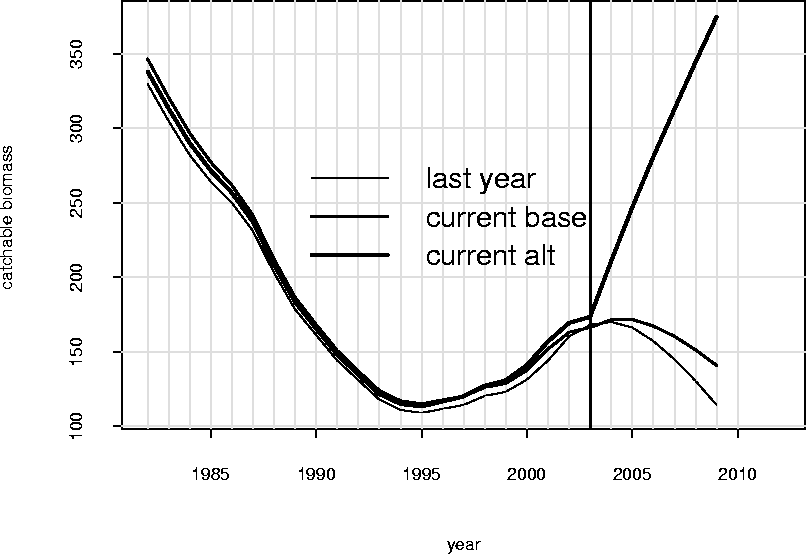 350
300
250
200
150
100
catchable biomass
last year
current base
current alt
1985 1990 1995 2000 2005 2010
year